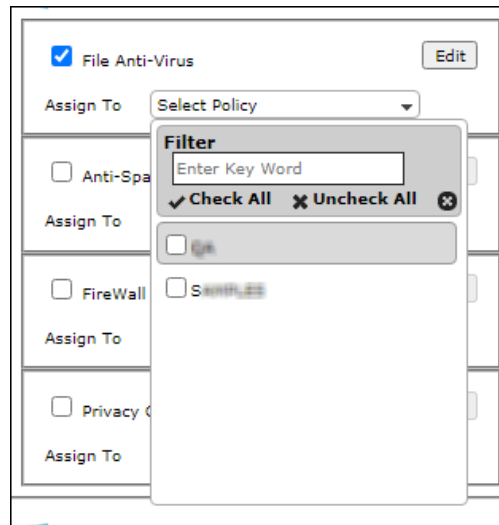 File Anti-Virus
Edit
Assign To
Select Policy
Filter
Enter Key Word
Check All
Uncheck All
Anti-Spa
Assign To
FireWall
Assign To
Privacy
Assign To